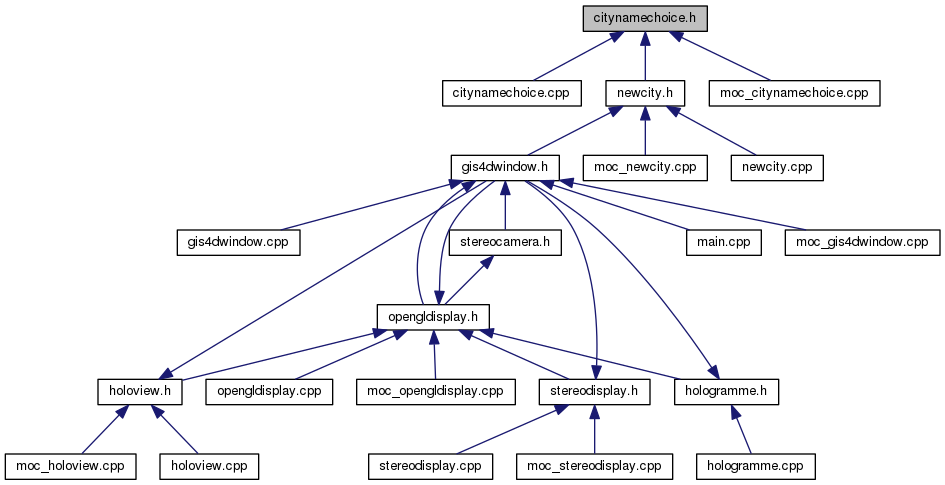 citynamechoice.h
citynamechoice.cpp
newcity.h
moc_citynamechoice.cpp
gis4dwindow.h
moc_newcity.cpp
newcity.cpp
gis4dwindow.cpp
stereocamera.h
main.cpp
moc_gis4dwindow.cpp
opengldisplay.h
holoview.h
opengldisplay.cpp
moc_opengldisplay.cpp
stereodisplay.h
hologramme.h
moc_holoview.cpp
holoview.cpp
stereodisplay.cpp
moc_stereodisplay.cpp
hologramme.cpp